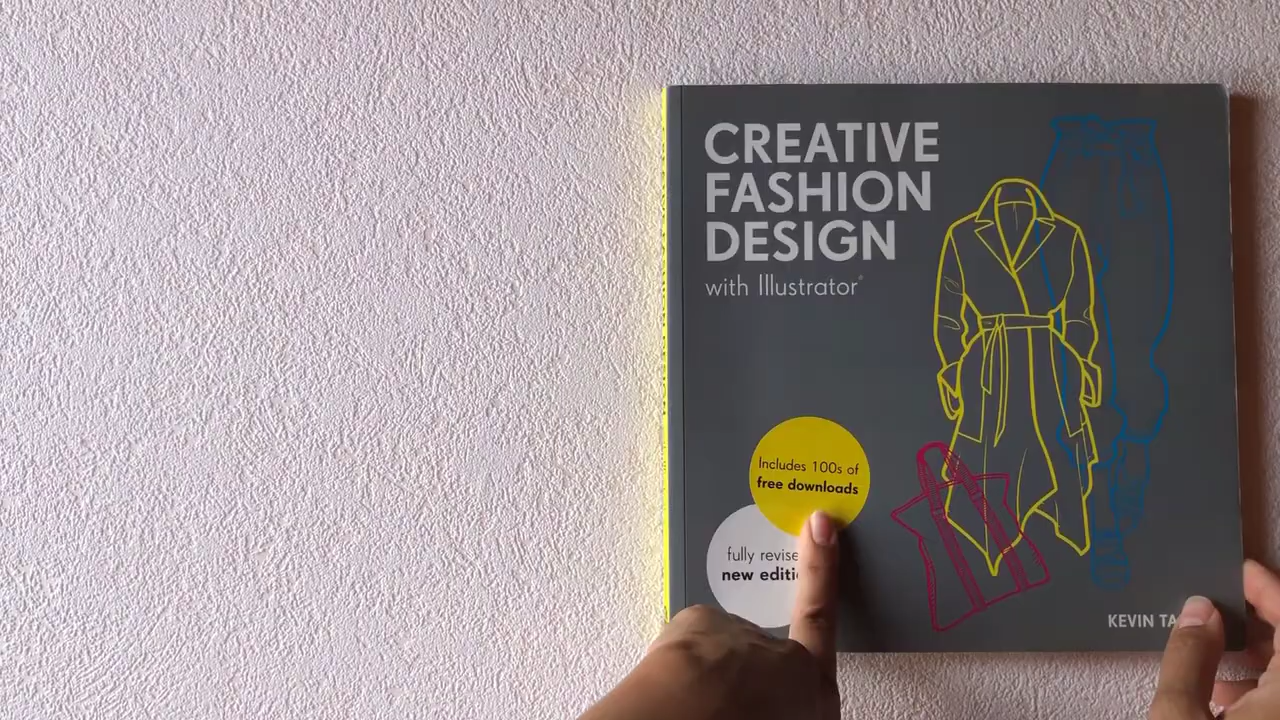 CREATIVE
FASHION
DESIGN
with Illustrator®
Includes 100s of
free downloads
fully revise
new editi
KEVIN TA